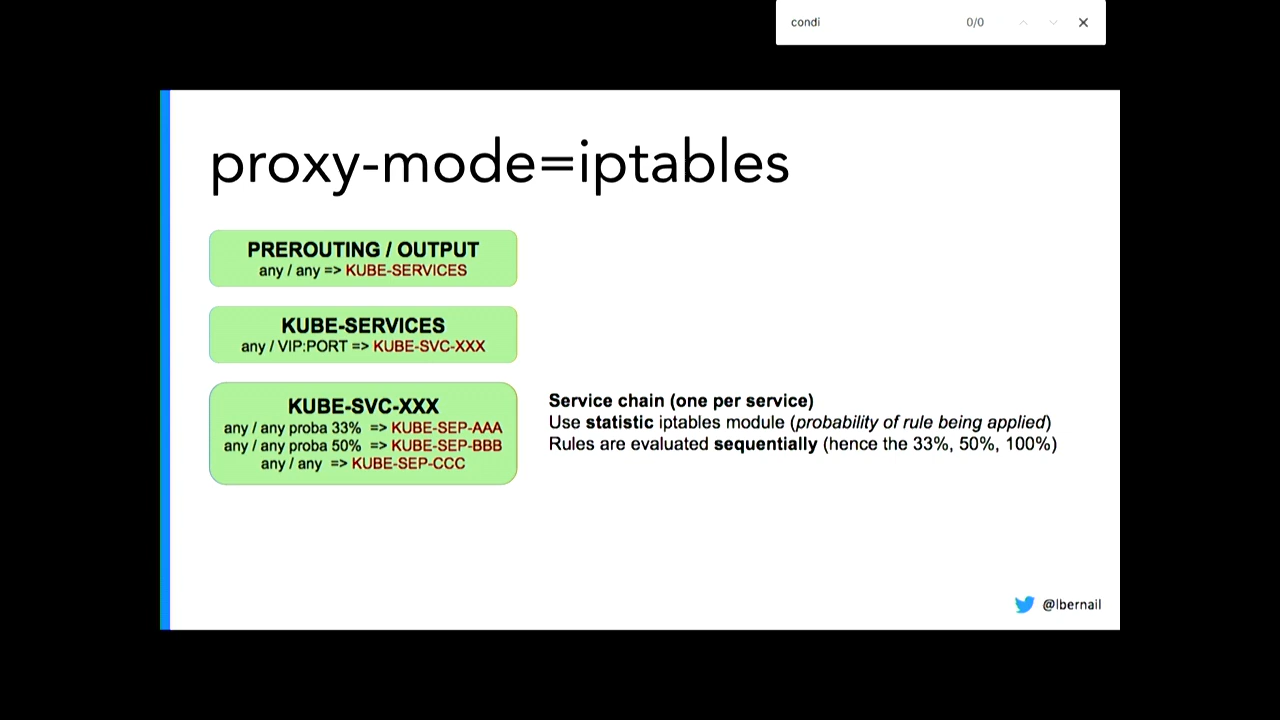 condi
0/0
proxy-mode=iptables
PREROUTING / OUTPUT
any / any => KUBE-SERVICES
KUBE-SERVICES
any / VIP:PORT => KUBE-SVC-XXX
KUBE-SVC-XXX
any / any proba 33%  => KUBE-SEP-AAA
any / any proba 50%  => KUBE-SEP-BBB
any / any  => KUBE-SEP-CCC
Service chain (one per service)
Use statistic iptables module (probability of rule being applied)
Rules are evaluated sequentially (hence the 33%, 50%, 100%)
@lbernail